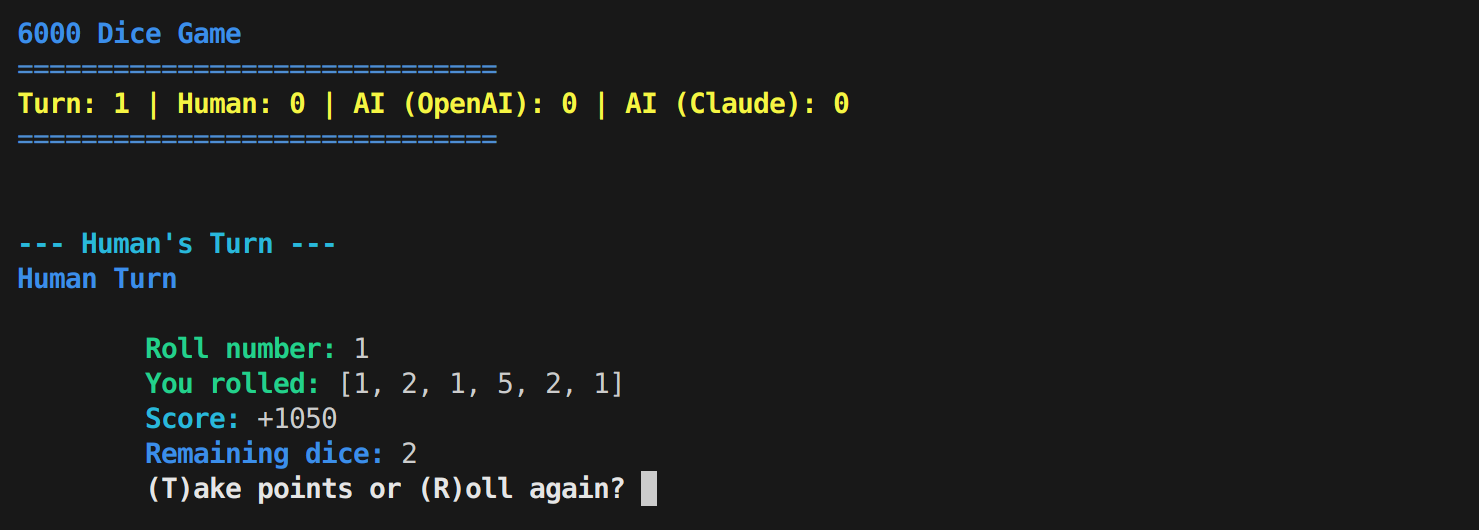 6000 Dice Game
==============================
Turn: 1 | Human: 0 | AI (OpenAI): 0 | AI (Claude): 0
==============================
--- Human's Turn ---
Human Turn
Roll number: 1
You rolled: [1, 2, 1, 5, 2, 1]
Score: +1050
Remaining dice: 2
(T)ake points or (R)oll again?